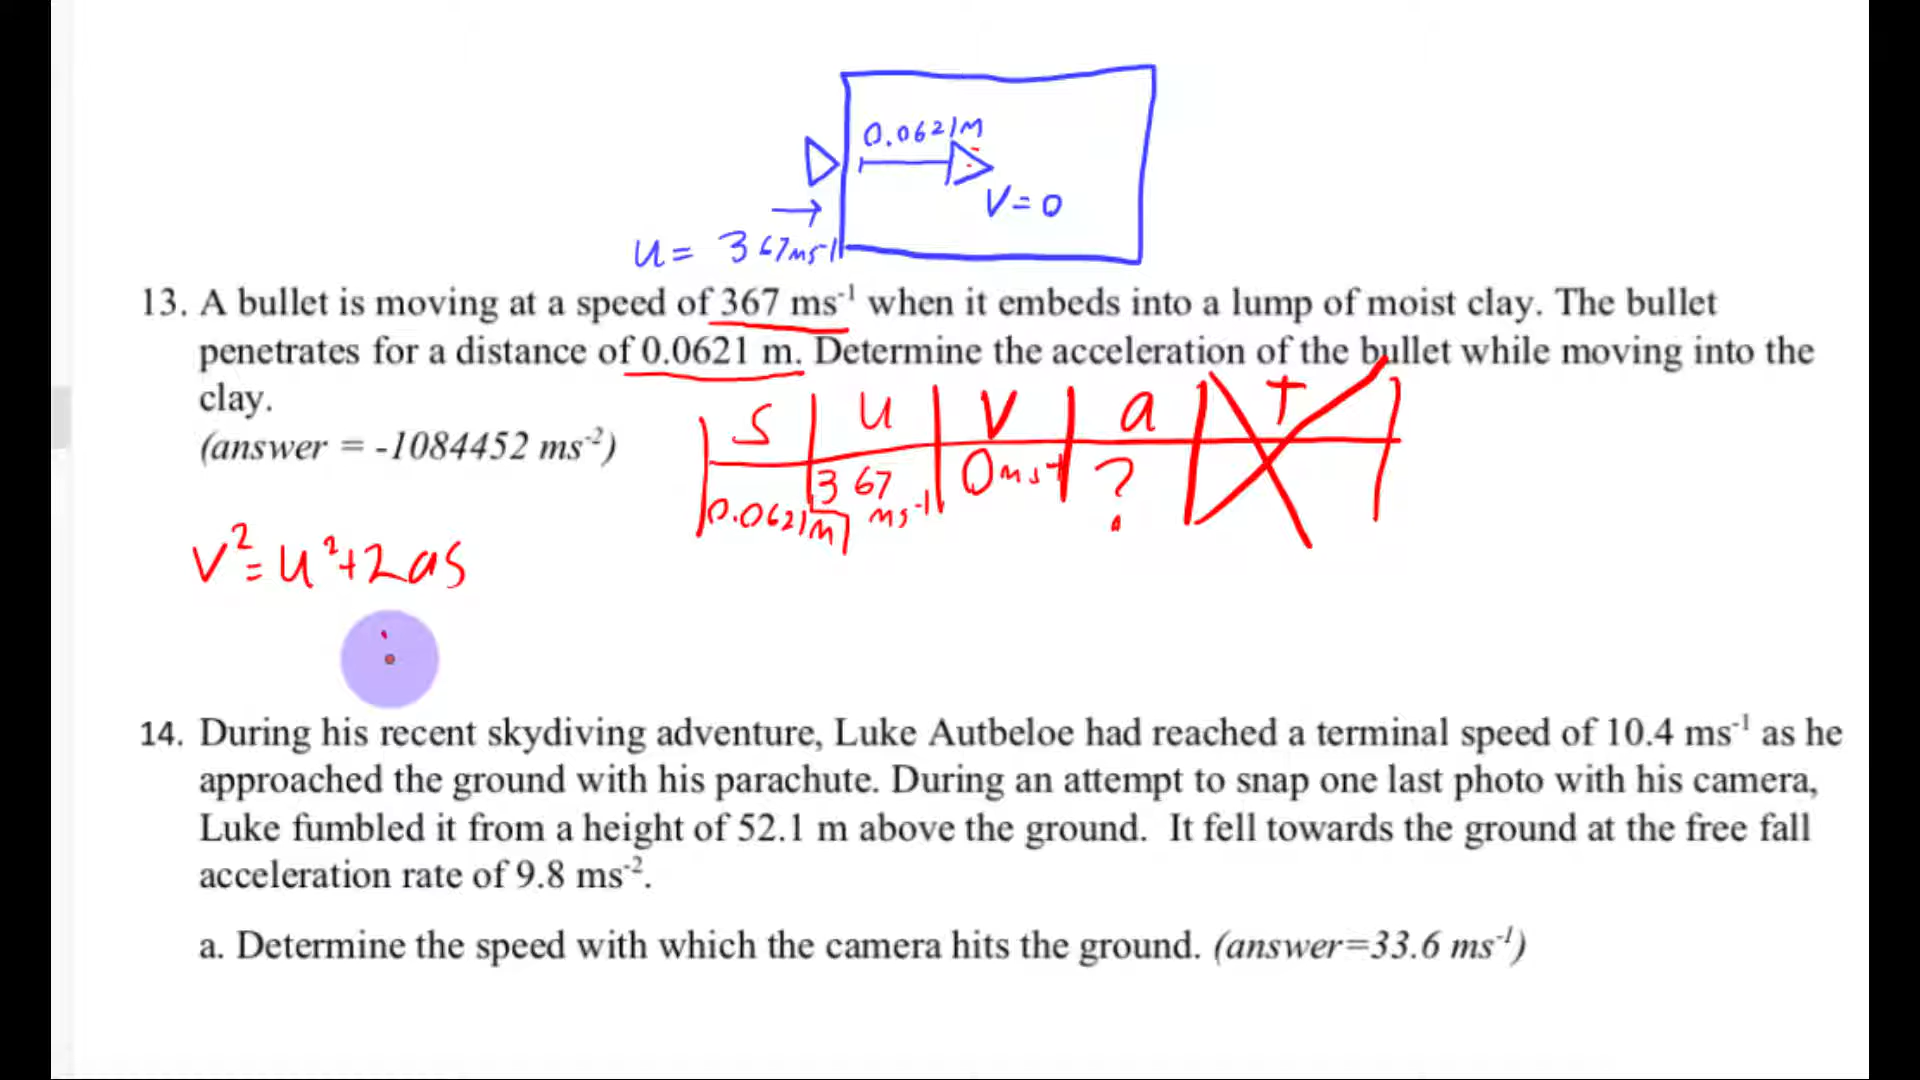 0.0621M
V=0
u= 367ms-1
13. A bullet is moving at a speed of 367 ms-1 when it embeds into a lump of moist clay. The bullet
penetrates for a distance of 0.0621 m. Determine the acceleration of the bullet while moving into the
clay.
(answer = -1084452 ms-2)
S u V a t
0.0621m 367 ms-1 0ms-1 ?
V²=u²+2as
14. During his recent skydiving adventure, Luke Autbeloe had reached a terminal speed of 10.4 ms-1 as he
approached the ground with his parachute. During an attempt to snap one last photo with his camera,
Luke fumbled it from a height of 52.1 m above the ground. It fell towards the ground at the free fall
acceleration rate of 9.8 ms-2.
a. Determine the speed with which the camera hits the ground. (answer=33.6 ms-1)